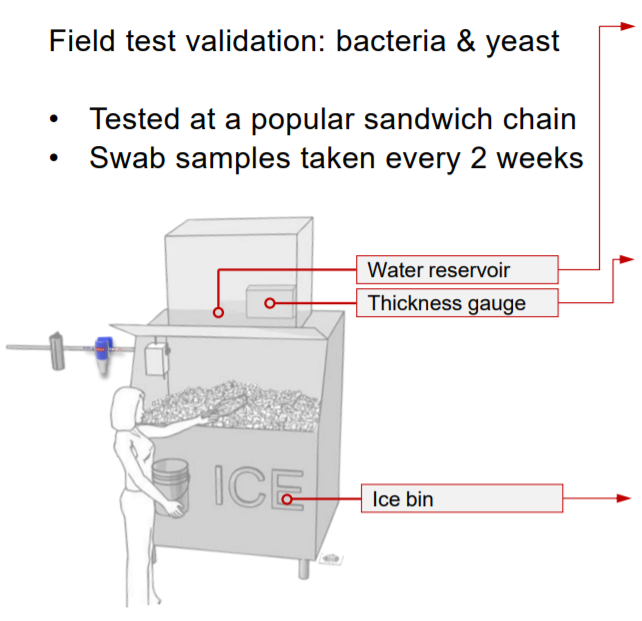 Field test validation: bacteria & yeast
• Tested at a popular sandwich chain
• Swab samples taken every 2 weeks
Water reservoir
Thickness gauge
ICE
Ice bin